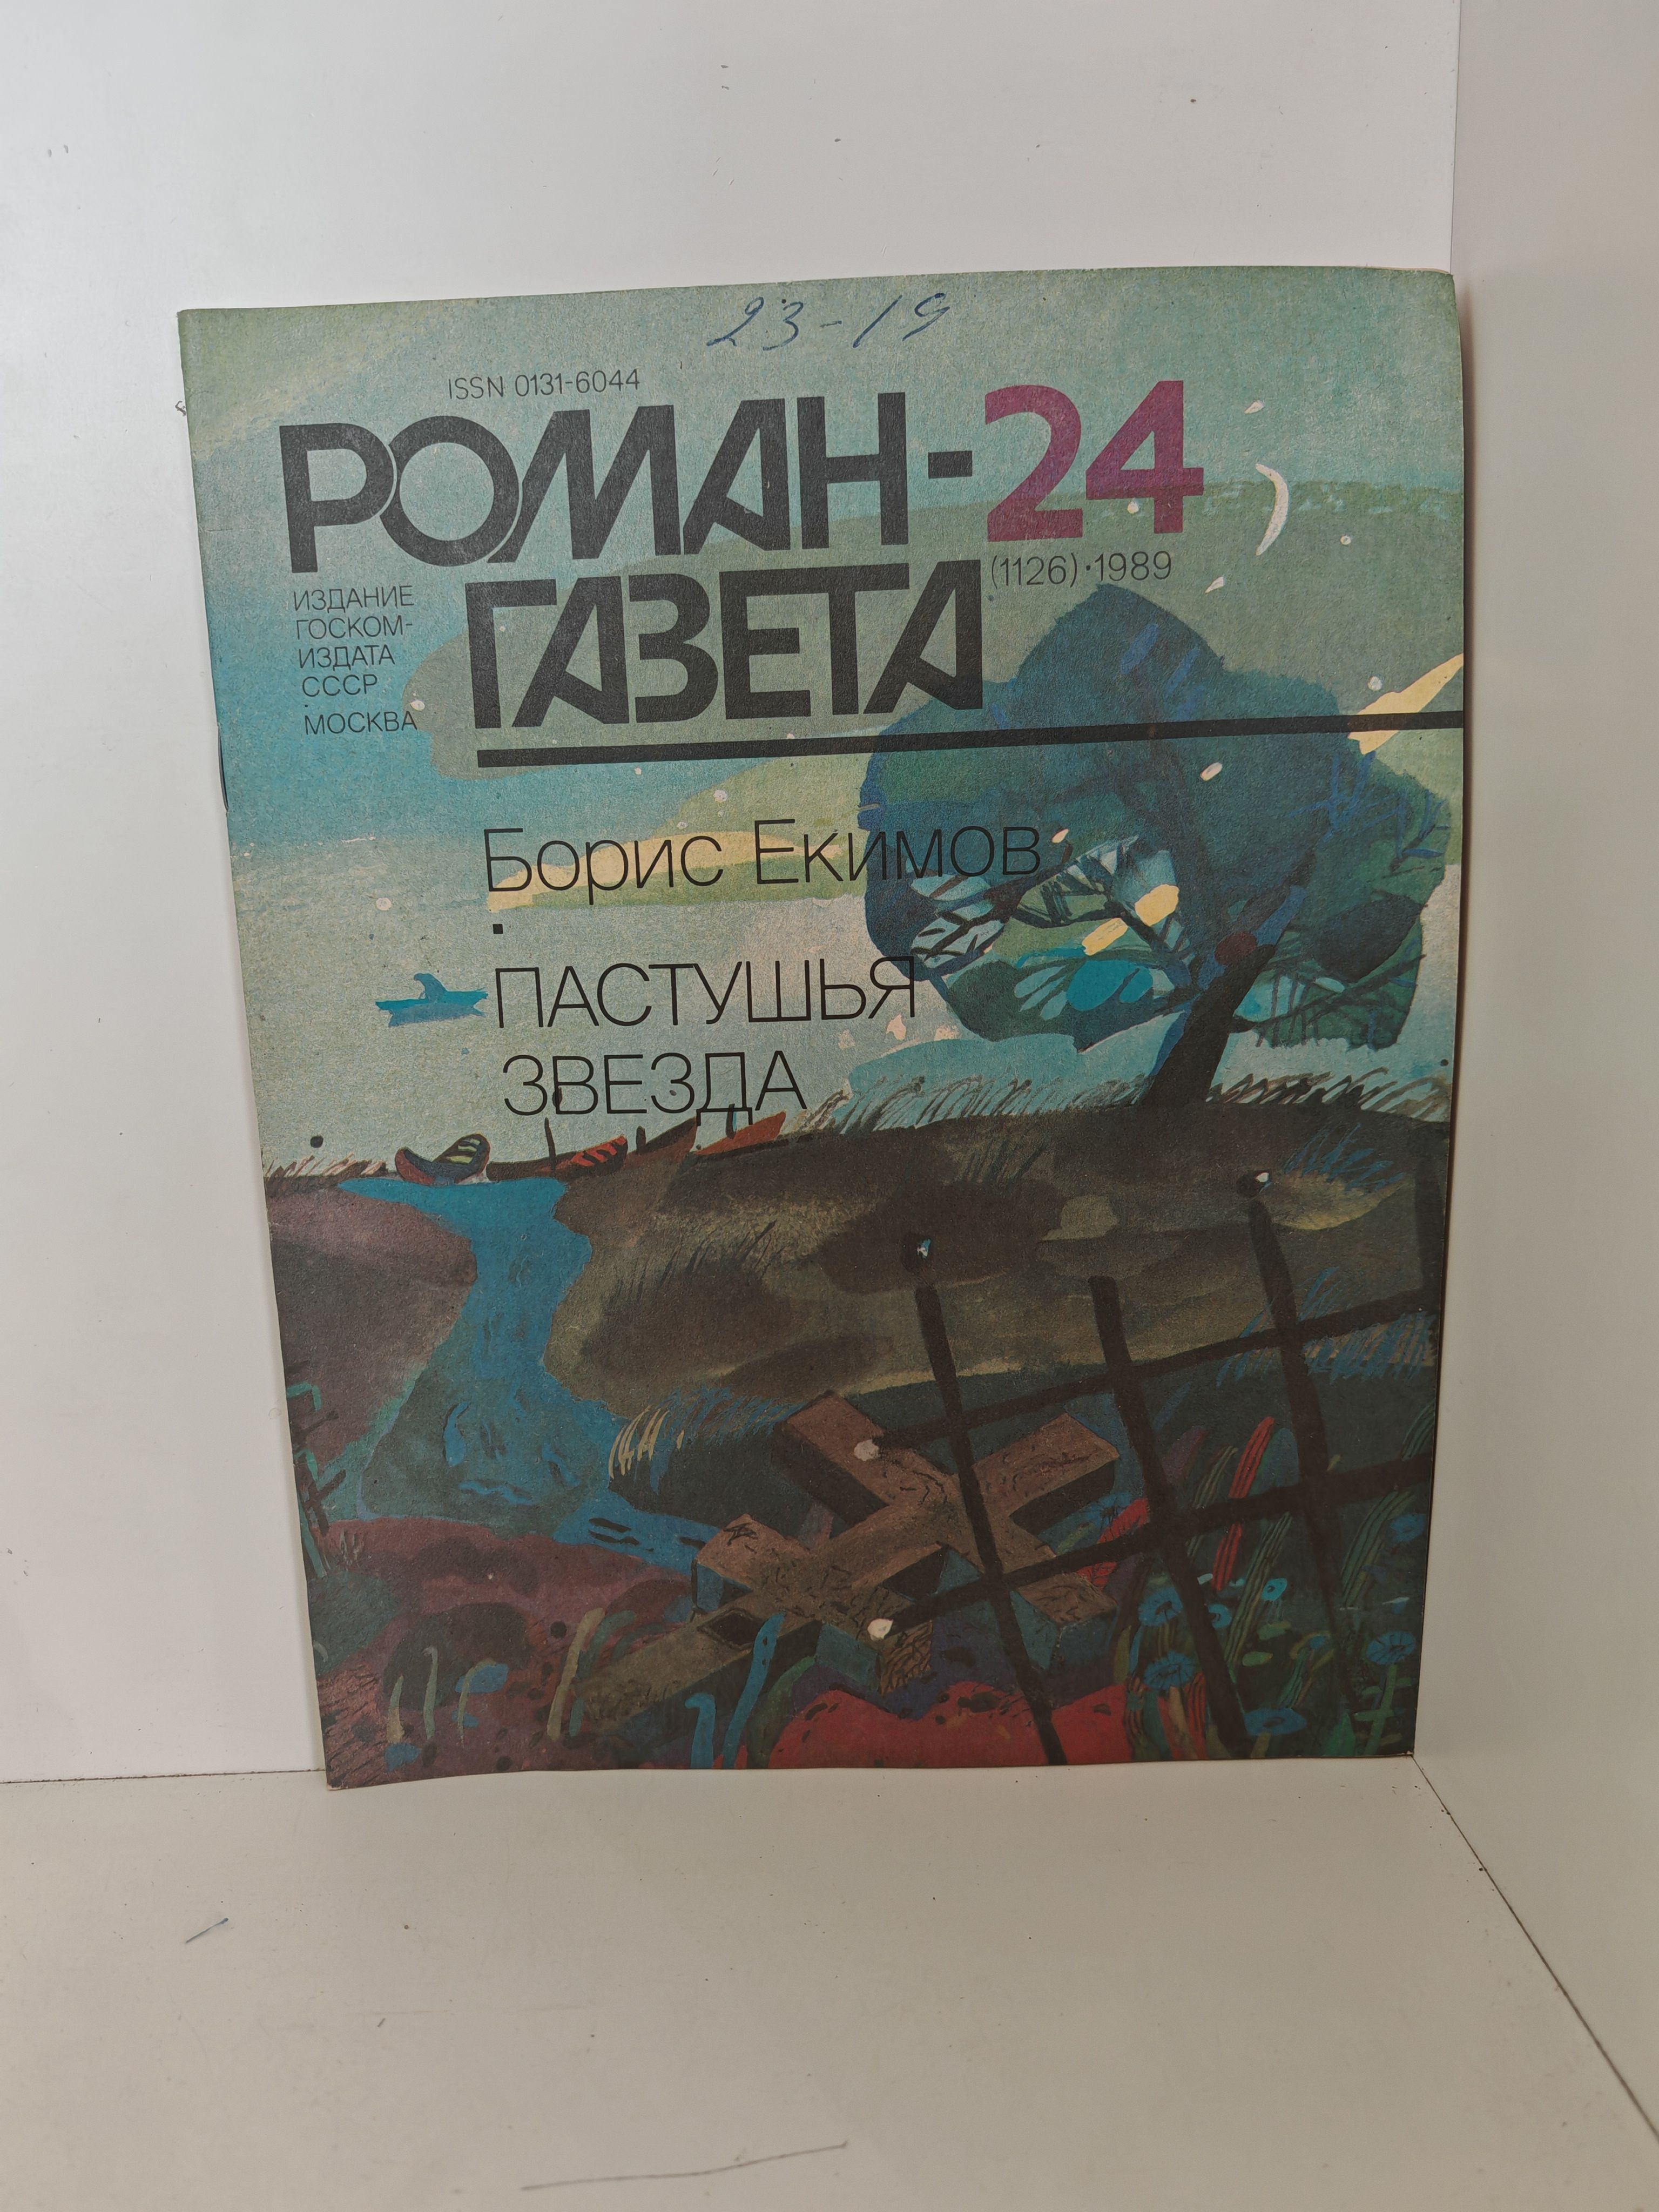 23-19
ISSN 0131-6044
РОМАН-24
ГАЗЕТА
(1126)·1989
ИЗДАНИЕ
ГОСКОМ-
ИЗДАТА
СССР
·
МОСКВА
Борис Екимов
·
ПАСТУШЬЯ
ЗВЕЗДА